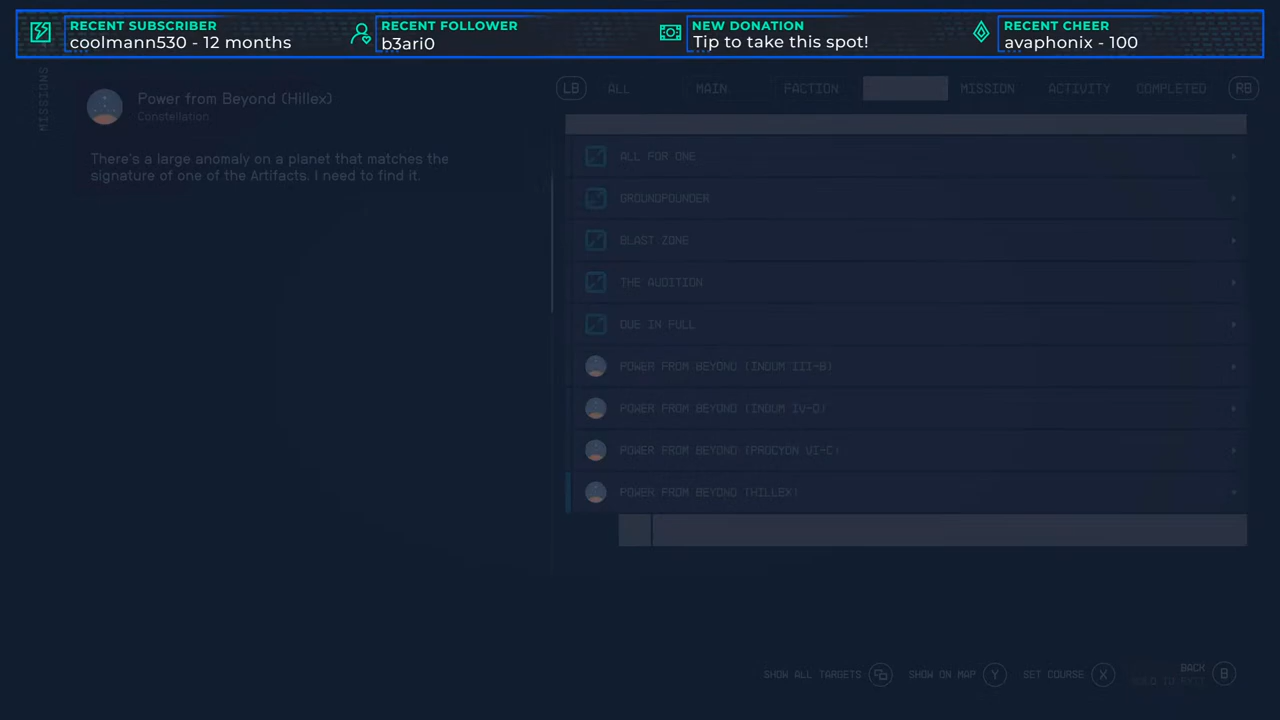 RECENT SUBSCRIBER
coolmann530 - 12 months
RECENT FOLLOWER
b3ari0
NEW DONATION
Tip to take this spot!
RECENT CHEER
avaphonix - 100
MISSIONS
Power from Beyond (Hillex)
Constellation
There's a large anomaly on a planet that matches the
signature of one of the Artifacts. I need to find it.
LB ALL MAIN FACTION MISSION ACTIVITY COMPLETED RB
ALL FOR ONE
GROUNDPOUNDER
BLAST ZONE
THE AUDITION
DUE IN FULL
POWER FROM BEYOND (INDUM III-B)
POWER FROM BEYOND (INDUM IV-D)
POWER FROM BEYOND (PROCYON VI-C)
POWER FROM BEYOND (HILLEX)
SHOW ALL TARGETS SHOW ON MAP Y SET COURSE X BACK B